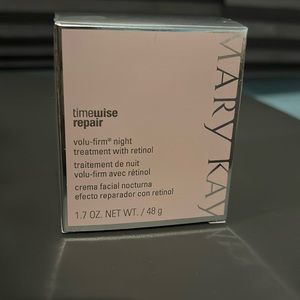 timewise
repair
volu-firm® night
treatment with retinol
traitement de nuit
volu-firm avec rétinol
crema facial nocturna
efecto reparador con retinol
1.7 OZ. NET WT. / 48 g
MARY KAY